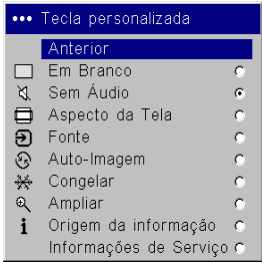 ••• Tecla personalizada
Anterior
Em Branco
Sem Áudio
Aspecto da Tela
Fonte
Auto-Imagem
Congelar
Ampliar
Origem da informação
Informações de Serviço